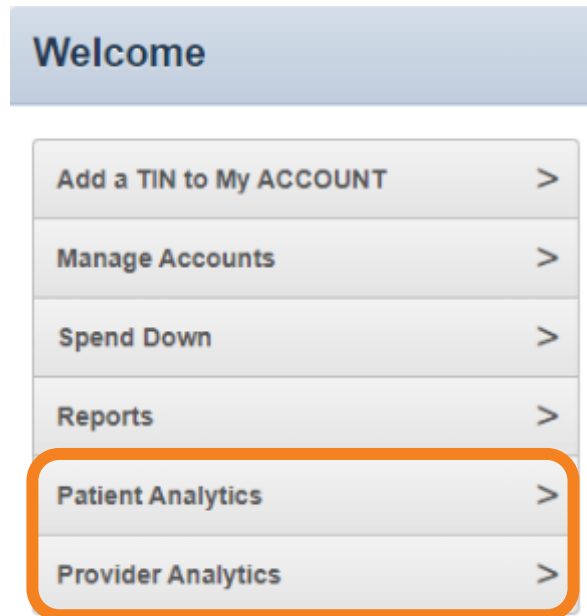 Welcome
Add a TIN to My ACCOUNT >
Manage Accounts >
Spend Down >
Reports >
Patient Analytics >
Provider Analytics >